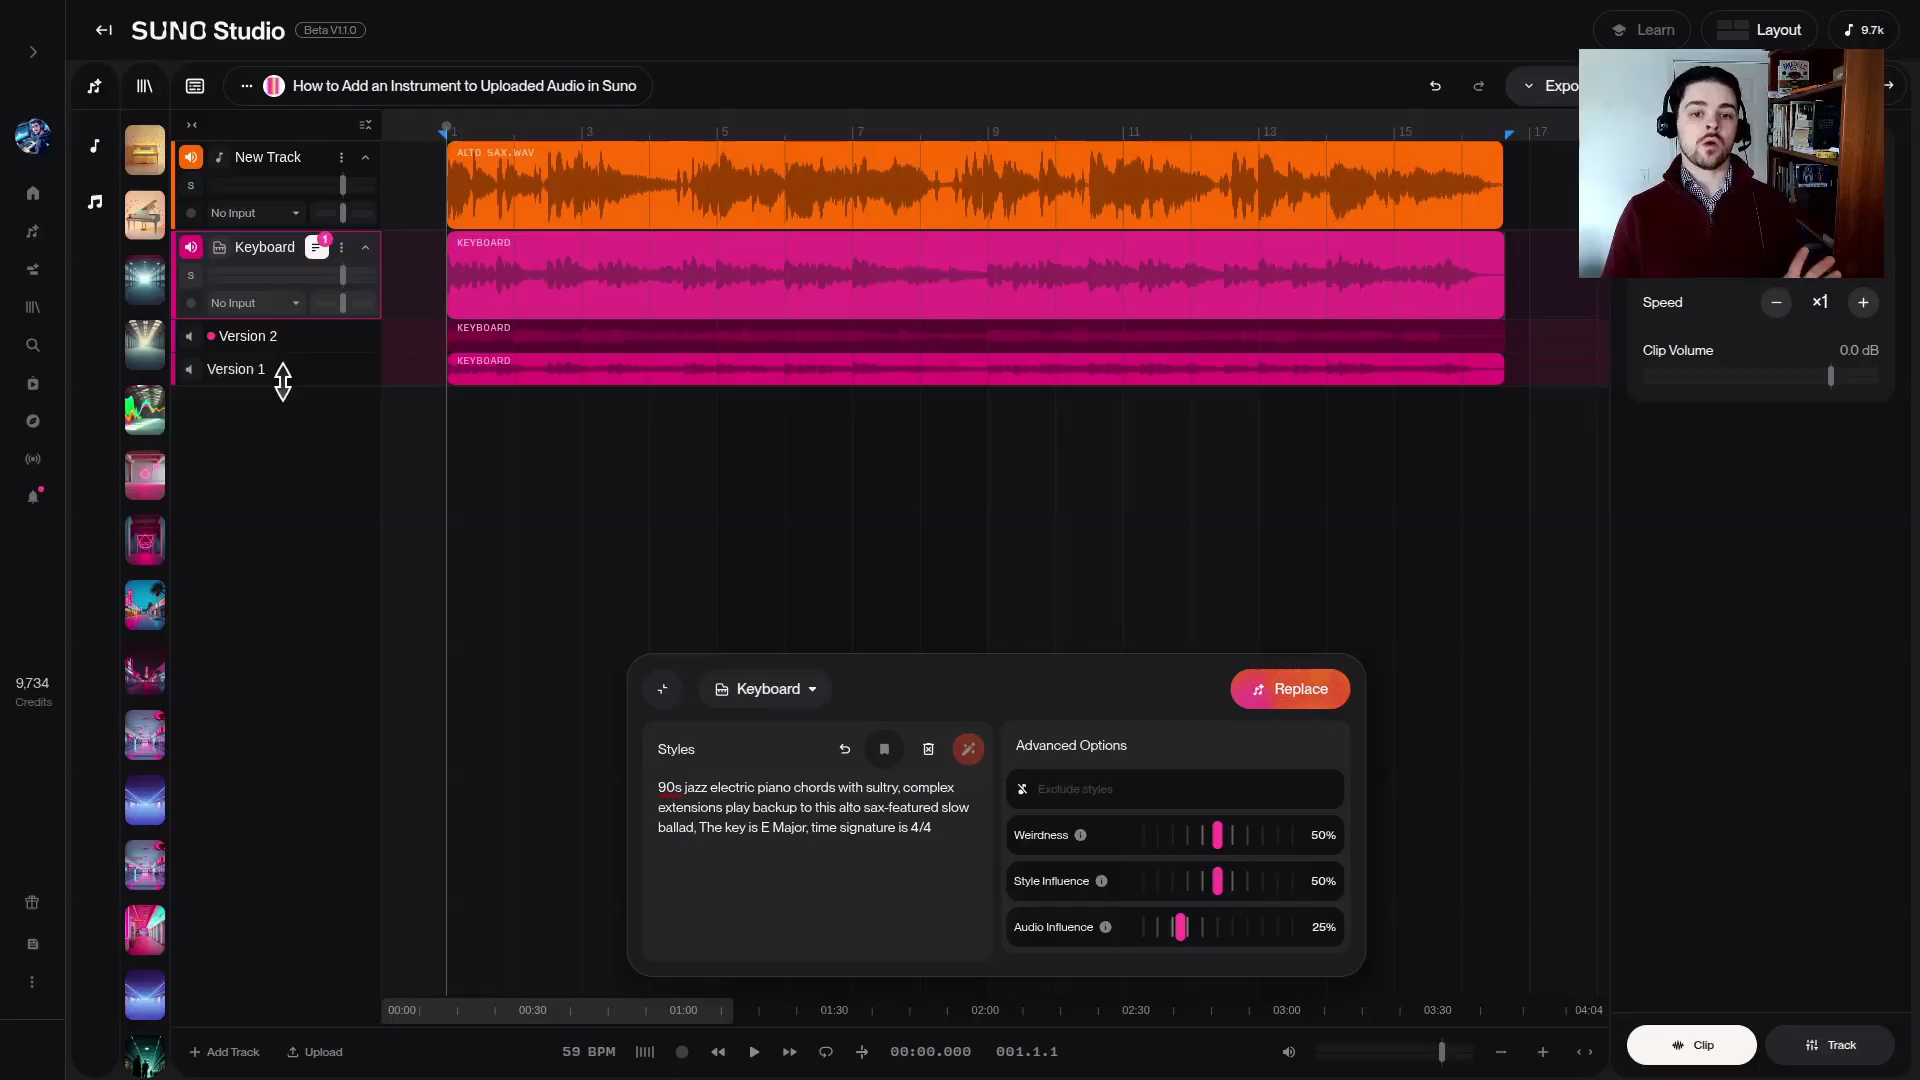 SUNO Studio
Beta V1.1.0
Learn
Layout
9.7k
How to Add an Instrument to Uploaded Audio in Suno
Expo
1
3
5
7
9
11
13
15
17
New Track
ALTO SAX.WAV
S
No Input
Keyboard
1
KEYBOARD
S
No Input
Version 2
KEYBOARD
Version 1
KEYBOARD
Speed
×1
Clip Volume
0.0 dB
9,734
Credits
Keyboard
Replace
Styles
90s jazz electric piano chords with sultry, complex
extensions play backup to this alto sax-featured slow
ballad, The key is E Major, time signature is 4/4
Advanced Options
Exclude styles
Weirdness
50%
Style Influence
50%
Audio Influence
25%
00:00
00:30
01:00
01:30
02:00
02:30
03:00
03:30
04:04
Add Track
Upload
59 BPM
00:00.000
001.1.1
Clip
Track